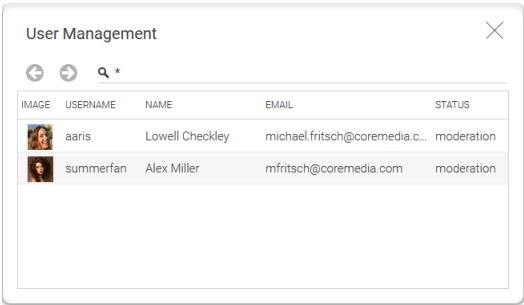 User Management
*
IMAGE USERNAME NAME EMAIL STATUS
aaris Lowell Checkley michael.fritsch@coremedia.c... moderation
summerfan Alex Miller mfritsch@coremedia.com moderation